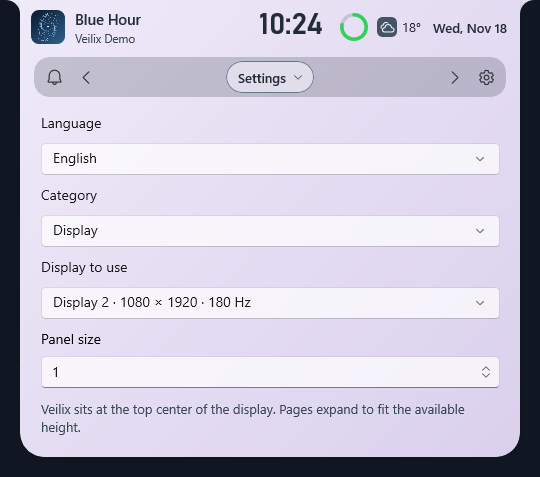 Blue Hour
Veilix Demo
10:24
18°
Wed, Nov 18
Settings
Language
English
Category
Display
Display to use
Display 2 · 1080 × 1920 · 180 Hz
Panel size
1
Veilix sits at the top center of the display. Pages expand to fit the available
height.